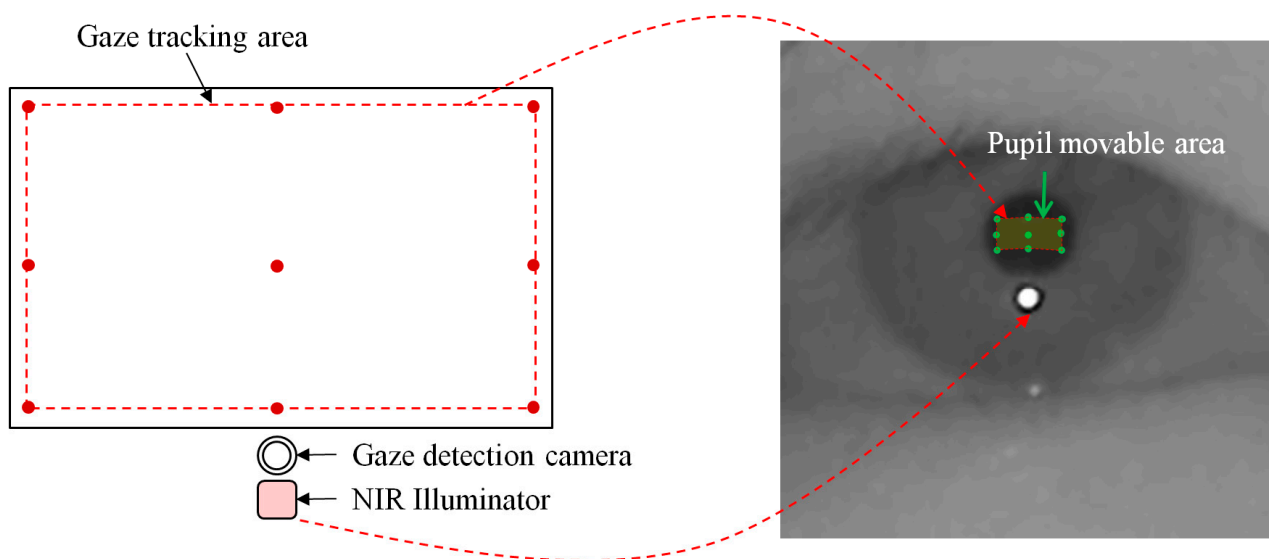 Gaze tracking area
Pupil movable area
Gaze detection camera
NIR Illuminator